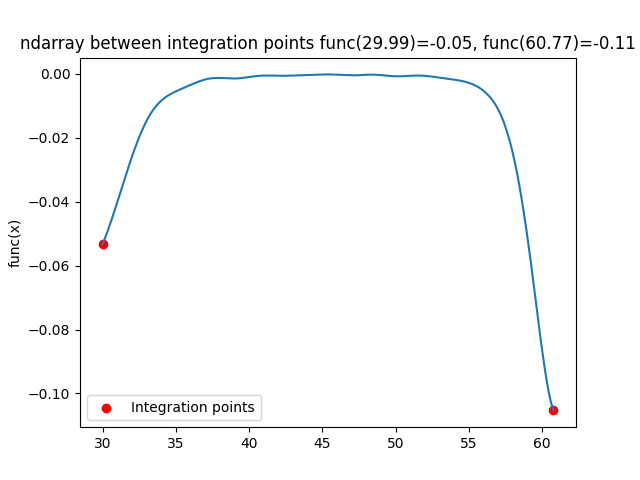 ndarray between integration points func(29.99)=-0.05, func(60.77)=-0.11
0.00
−0.02
−0.04
−0.06
−0.08
−0.10
func(x)
Integration points
30 35 40 45 50 55 60